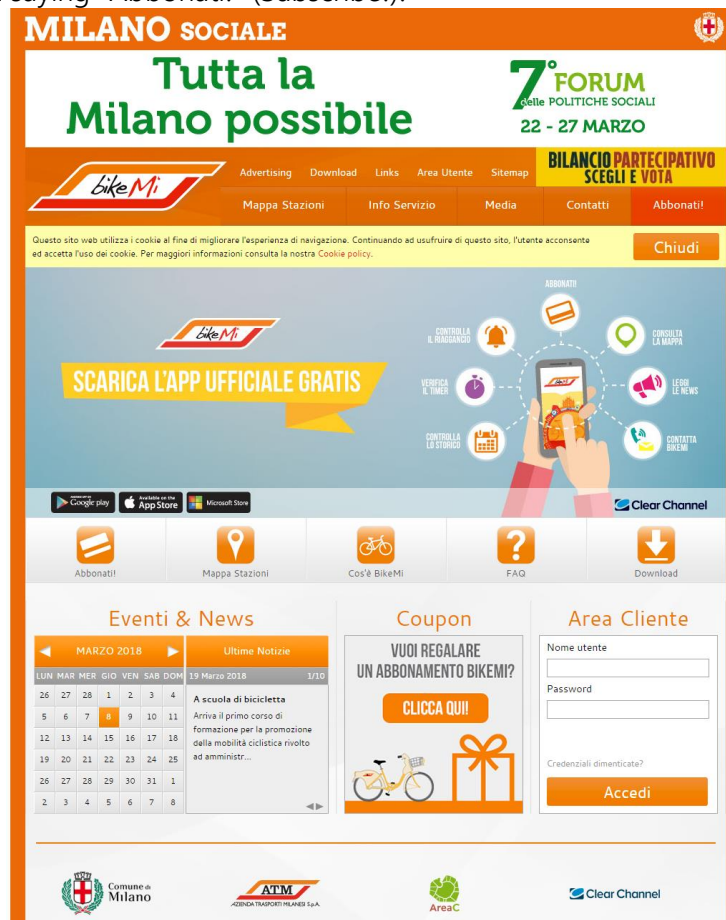 saying "Abbonati!" (Subscribe!).
MILANO SOCIALE
Tutta la
Milano possibile
7° FORUM
delle POLITICHE SOCIALI
22 - 27 MARZO
bikeMi
Advertising Download Links Area Utente Sitemap
BILANCIO PARTECIPATIVO
SCEGLI E VOTA
Mappa Stazioni Info Servizio Media Contatti Abbonati!
Questo sito web utilizza i cookie al fine di migliorare l'esperienza di navigazione. Continuando ad usufruire di questo sito, l'utente acconsente
ed accetta l'uso dei cookie. Per maggiori informazioni consulta la nostra Cookie policy.
Chiudi
bikeMi
SCARICA L'APP UFFICIALE GRATIS
ABBONATI!
CONTROLLA
IL RIAGGANCIO
CONSULTA
LA MAPPA
VERIFICA
IL TIMER
LEGGI
LE NEWS
CONTROLLA
LO STORICO
CONTATTA
BIKEMI
bikeMi
Google play
Available on the
App Store
Microsoft Store
Clear Channel
Abbonati! Mappa Stazioni Cos'è BikeMi FAQ Download
Eventi & News
MARZO 2018
LUN MAR MER GIO VEN SAB DOM
26 27 28 1 2 3 4
5 6 7 8 9 10 11
12 13 14 15 16 17 18
19 20 21 22 23 24 25
26 27 28 29 30 31 1
2 3 4 5 6 7 8
Ultime Notizie
19 Marzo 2018 1/10
A scuola di bicicletta
Arriva il primo corso di
formazione per la promozione
della mobilità ciclistica rivolto
ad amministr...
Coupon
VUOI REGALARE
UN ABBONAMENTO BIKEMI?
CLICCA QUI!
Area Cliente
Nome utente
Password
Credenziali dimenticate?
Accedi
Comune di
Milano
ATM
AZIENDA TRASPORTI MILANESI S.p.A.
AreaC
Clear Channel